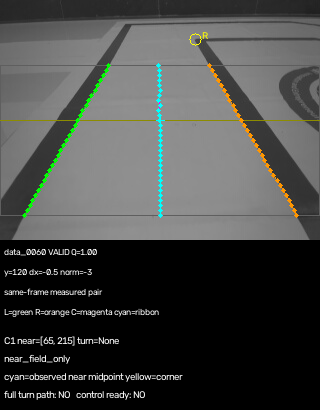 R
data_0060 VALID Q=1.00
y=120 dx=-0.5 norm=-3
same-frame measured pair
L=green R=orange C=magenta cyan=ribbon
C1 near=[65, 215] turn=None
near_field_only
cyan=observed near midpoint yellow=corner
full turn path: NO control ready: NO